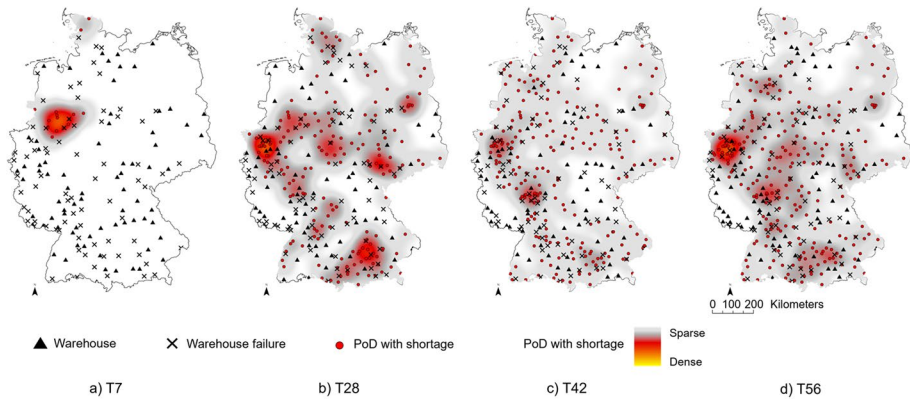 0 100 200 Kilometers
Warehouse Warehouse failure PoD with shortage PoD with shortage Sparse
Dense
a) T7 b) T28 c) T42 d) T56